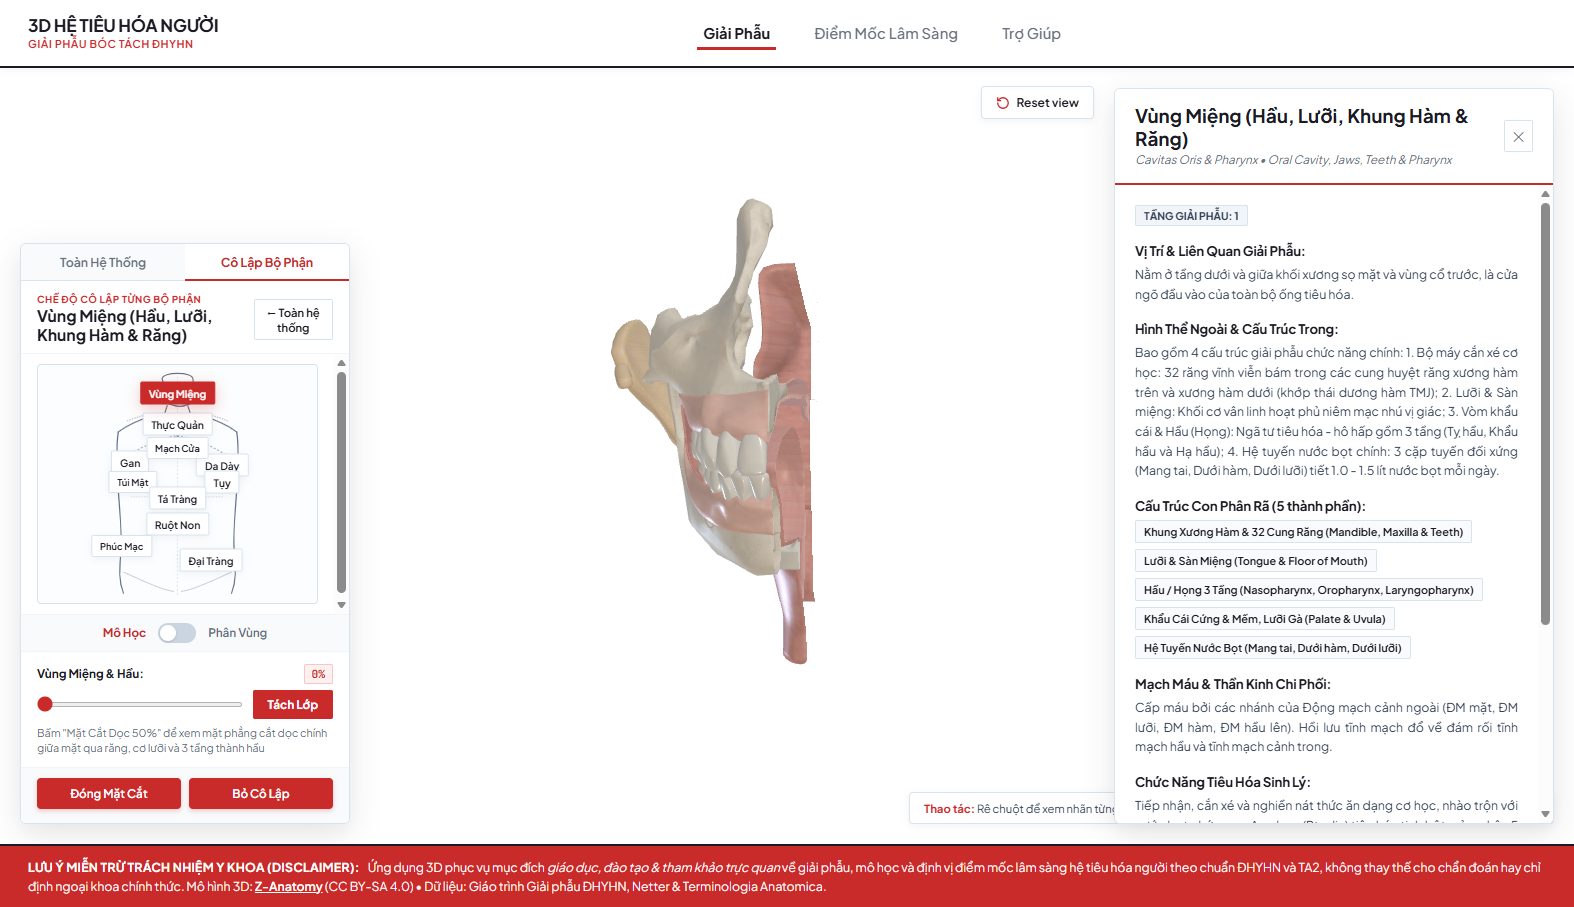 3D HỆ TIÊU HÓA NGƯỜI
GIẢI PHẪU BÓC TÁCH ĐHYHN
Giải Phẫu
Điểm Mốc Lâm Sàng
Trợ Giúp
Reset view
Toàn Hệ Thống
Cô Lập Bộ Phận
CHẾ ĐỘ CÔ LẬP TỪNG BỘ PHẬN
Vùng Miệng (Hầu, Lưỡi,
Khung Hàm & Răng)
← Toàn hệ
thống
Vùng Miệng
Thực Quản
Mạch Cửa
Gan
Da Dày
Túi Mật
Tụy
Tá Tràng
Ruột Non
Phúc Mạc
Đại Tràng
Mô Học
Phân Vùng
Vùng Miệng & Hầu:
0%
Tách Lớp
Bấm "Mặt Cắt Dọc 50%" để xem mặt phẳng cắt dọc chính
giữa mặt qua răng, cơ lưỡi và 3 tầng thành hầu
Đóng Mặt Cắt
Bỏ Cô Lập
Thao tác: Rê chuột để xem nhãn từng
Vùng Miệng (Hầu, Lưỡi, Khung Hàm &
Răng)
Cavitas Oris & Pharynx • Oral Cavity, Jaws, Teeth & Pharynx
TẦNG GIẢI PHẪU: 1
Vị Trí & Liên Quan Giải Phẫu:
Nằm ở tầng dưới và giữa khối xương sọ mặt và vùng cổ trước, là cửa
ngõ đầu vào của toàn bộ ống tiêu hóa.
Hình Thể Ngoài & Cấu Trúc Trong:
Bao gồm 4 cấu trúc giải phẫu chức năng chính: 1. Bộ máy cắn xé cơ
học: 32 răng vĩnh viễn bám trong các cung huyệt răng xương hàm
trên và xương hàm dưới (khớp thái dương hàm TMJ); 2. Lưỡi & Sàn
miệng: Khối cơ vân linh hoạt phủ niêm mạc nhú vị giác; 3. Vòm khẩu
cái & Hầu (Họng): Ngã tư tiêu hóa - hô hấp gồm 3 tầng (Tỵ hầu, Khẩu
hầu và Hạ hầu); 4. Hệ tuyến nước bọt chính: 3 cặp tuyến đối xứng
(Mang tai, Dưới hàm, Dưới lưỡi) tiết 1.0 - 1.5 lít nước bọt mỗi ngày.
Cấu Trúc Con Phân Rã (5 thành phần):
Khung Xương Hàm & 32 Cung Răng (Mandible, Maxilla & Teeth)
Lưỡi & Sàn Miệng (Tongue & Floor of Mouth)
Hầu / Họng 3 Tầng (Nasopharynx, Oropharynx, Laryngopharynx)
Khẩu Cái Cứng & Mềm, Lưỡi Gà (Palate & Uvula)
Hệ Tuyến Nước Bọt (Mang tai, Dưới hàm, Dưới lưỡi)
Mạch Máu & Thần Kinh Chi Phối:
Cấp máu bởi các nhánh của Động mạch cảnh ngoài (ĐM mặt, ĐM
lưỡi, ĐM hàm, ĐM hầu lên). Hồi lưu tĩnh mạch đổ về đám rối tĩnh
mạch hầu và tĩnh mạch cảnh trong.
Chức Năng Tiêu Hóa Sinh Lý:
Tiếp nhận, cắn xé và nghiền nát thức ăn dạng cơ học, nhào trộn với
LƯU Ý MIỄN TRỪ TRÁCH NHIỆM Y KHOA (DISCLAIMER): Ứng dụng 3D phục vụ mục đích giáo dục, đào tạo & tham khảo trực quan về giải phẫu, mô học và định vị điểm mốc lâm sàng hệ tiêu hóa người theo chuẩn ĐHYHN và TA2, không thay thế cho chẩn đoán hay chỉ
định ngoại khoa chính thức. Mô hình 3D: Z-Anatomy (CC BY-SA 4.0) • Dữ liệu: Giáo trình Giải phẫu ĐHYHN, Netter & Terminologia Anatomica.